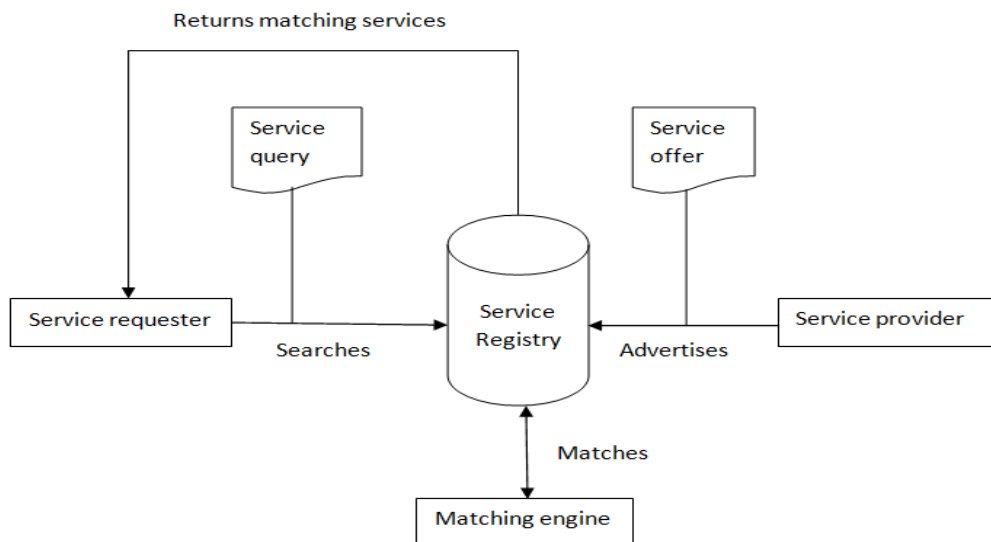 Returns matching services
Service
query
Service
offer
Service requester
Searches
Service
Registry
Advertises
Service provider
Matches
Matching engine